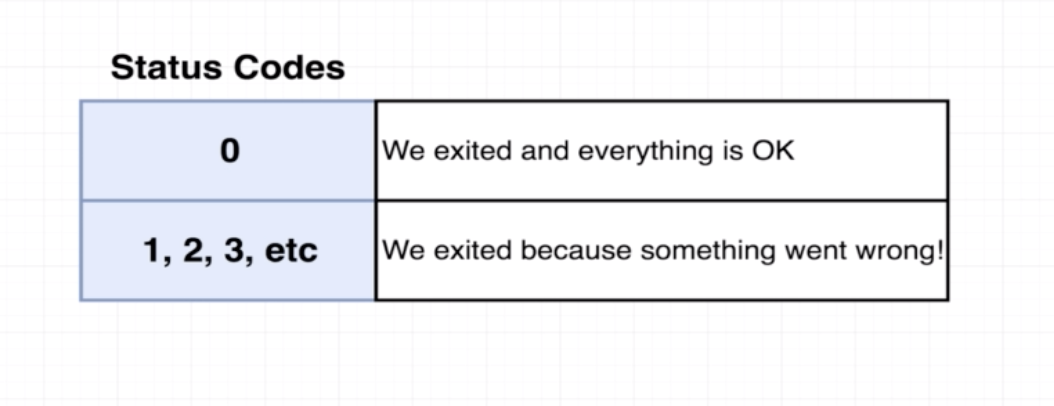 Status Codes
0
We exited and everything is OK
1, 2, 3, etc
We exited because something went wrong!